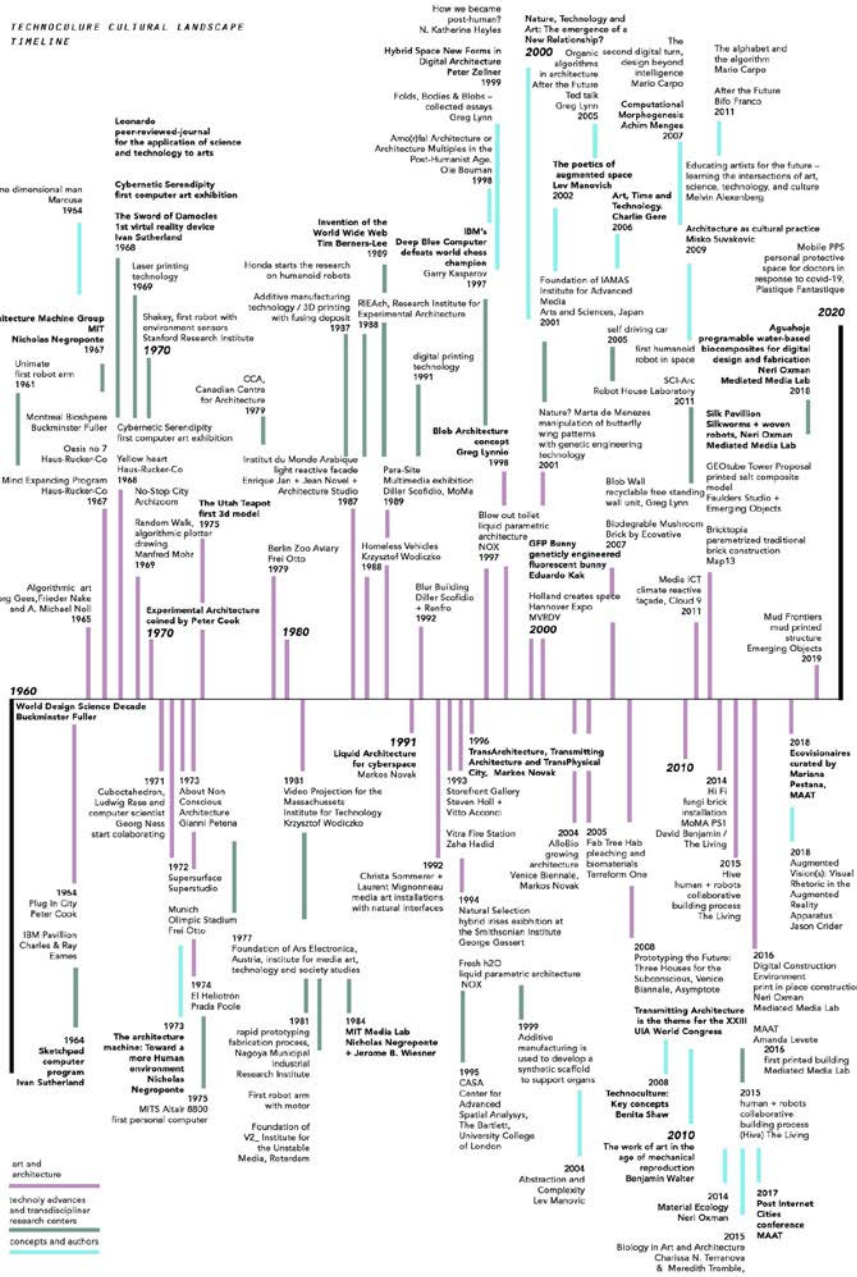 TECHNOCULURE CULTURAL LANDSCAPE
TIMELINE
How we became
post-human?
N. Katherine Hayles
Hybrid Space New Forms in
Digital Architecture
Peter Zellner
1999
Folds, Bodies & Blobs –
collected essays
Greg Lynn
Amo(r)fal Architecture or
Architecture Multiples in the
Post-Humanist Age.
Ole Bouman
1998
Nature, Technology and
Art: The emergence of a
New Relationship?
2000
Organic
algorithms
in architecture
After the Future
Ted talk
Greg Lynn
2005
The
second digital turn,
design beyond
intelligence
Mario Carpo
Computational
Morphogenesis
Achim Menges
2007
The alphabet and
the algorithm
Mario Carpo
After the Future
Bifo Franco
2011
Leonardo
peer-reviewed-journal
for the application of science
and technology to arts
Cybernetic Serendipity
first computer art exhibition
The Sword of Damocles
1st virtual reality device
Ivan Sutherland
1968
ne dimensional man
Marcuse
1964
The poetics of
augmented space
Lev Manovich
2002
Art, Time and
Technology.
Charlie Gere
2006
Educating artists for the future –
learning the intersections of art,
science, technology, and culture
Melvin Alexenberg
Architecture as cultural practice
Misko Suvakovic
2009
Mobile PPS
personal protective
space for doctors in
response to covid-19.
Plastique Fantastique
2020
Laser printing
technology
1969
Invention of the
World Wide Web
Tim Berners-Lee
1989
IBM's
Deep Blue Computer
defeats world chess
champion
Garry Kasparov
1997
Honda starts the research
on humanoid robots
Additive manufacturing
technology / 3D printing
with fusing deposit
1987
RIEAch, Research Institute for
Experimental Architecture
1988
Foundation of IAMAS
Institute for Advanced
Media
Arts and Sciences, Japan
2001
hitecture Machine Group
MIT
Nicholas Negroponte
1967
Shakey, first robot with
environment sensors
Stanford Research Institute
1970
Unimate
first robot arm
1961
self driving car
2005
first humanoid
robot in space
SCI-Arc
Robot House Laboratory
2011
Aguahoja
programable water-based
biocomposites for digital
design and fabrication
Neri Oxman
Mediated Media Lab
2018
digital printing
technology
1991
CCA,
Canadian Centre
for Architecture
1979
Montreal Bioshpere
Buckminster Fuller
Cybernetic Serendipity
first computer art exhibition
Nature? Marta de Menezes
manipulation of butterfly
wing patterns
with genetic engineering
technology
2001
Silk Pavillion
Silkworms + woven
robots, Neri Oxman
Mediated Media Lab
Blob Architecture
concept
Greg Lynnie
1998
Oasis no 7
Haus-Rucker-Co
Yellow heart
Haus-Rucker-Co
1968
Mind Expanding Program
Haus-Rucker-Co
1967
Institut du Monde Arabique
light reactive facade
Enrique Jan + Jean Novel +
Architecture Studio
1987
Para-Site
Multimedia exhibition
Diller Scofidio, MoMa
1989
GEOtube Tower Proposal
printed salt composite
model
Faulders Studio +
Emerging Objects
Blob Wall
recyclable free standing
wall unit, Greg Lynn
No-Stop City
Archizoom
The Utah Teapot
first 3d model
1975
Random Walk,
algorithmic plotter
drawing
Manfred Mohr
1969
Blow out toilet
liquid parametric
architecture
NOX
1997
Biodegrable Mushroom
Brick by Ecovative
2007
Bricktopia
parametrized traditional
brick construction
Map13
Berlin Zoo Aviary
Frei Otto
1979
Homeless Vehicles
Krzysztof Wodiczko
1988
GFP Bunny
geneticly engineered
fluorescent bunny
Eduardo Kak
Algorithmic art
org Gees,Frieder Nake
and A. Michael Noll
1965
Blur Building
Diller Scofidio
+ Renfro
1992
Holland creates space
Hannover Expo
MVRDV
2000
Media ICT
climate reactive
façade, Cloud 9
2011
Experimental Architecture
coined by Peter Cook
1970
1980
Mud Frontiers
mud printed
structure
Emerging Objects
2019
1960
World Design Science Decade
Buckminster Fuller
1991
Liquid Architecture
for cyberspace
Markos Novak
1996
TransArchitecture, Transmitting
Architecture and TransPhysical
City, Markos Novak
2010
2018
Ecovisionaires
curated by
Mariana
Pestana,
MAAT
1971
Cuboctahedron,
Ludwig Rase and
computer scientist
Georg Ness
start colaborating
1973
About Non
Conscious
Architecture
Gianni Petena
1981
Video Projection for the
Massachussets
Institute for Technology
Krzysztof Wodiczko
1993
Storefront Gallery
Steven Holl +
Vitto Acconci
Vitra Fire Station
Zaha Hadid
2014
Hi Fi
fungi brick
installation
MoMA PS1
David Benjamin /
The Living
2004
AlloBio
growing
architecture
Venice Biennale,
Markos Novak
2005
Fab Tree Hab
pleaching and
biomaterials
Terreform One
1972
Supersurface
Superstudio
1992
Christa Sommerer +
Laurent Mignonneau
media art installations
with natural interfaces
2015
Hive
human + robots
collaborative
building process
The Living
2018
Augmented
Vision(s): Visual
Rhetoric in the
Augmented
Reality
Apparatus
Jason Crider
1964
Plug In City
Peter Cook
Munich
Olimpic Stadium
Frei Otto
1994
Natural Selection
hybrid irises exibhition at
the Smithsonian Institute
George Gessert
IBM Pavillion
Charles & Ray
Eames
1977
Foundation of Ars Electronica,
Austria, institute for media art,
technology and society studies
2008
Prototyping the Future:
Three Houses for the
Subconscious, Venice
Biannale, Asymptote
2016
Digital Construction
Environment
print in place construction
Neri Oxman
Mediated Media Lab
Fresh h2O
liquid parametric architecture
NOX
1974
El Heliotrón
Prada Poole
1964
Sketchpad
computer
program
Ivan Sutherland
1973
The architecture
machine: Toward a
more Human
environment
Nicholas
Negroponte
1981
rapid prototyping
fabrication process,
Nagoya Municipal
Industrial
Research Institute
1984
MIT Media Lab
Nicholas Negroponte
+ Jerome B. Wiesner
Transmitting Architecture
is the theme for the XXIII
UIA World Congress
1999
Additive
manufacturing is
used to develop a
synthetic scaffold
to support organs
MAAT
Amanda Levete
2016
first printed building
Mediated Media Lab
1995
CASA
Center for
Advanced
Spatial Analysys,
The Bartlett,
University College
of London
2008
Technoculture:
Key concepts
Benita Shaw
1975
MITS Altair 8800
first personal computer
First robot arm
with motor
2015
human + robots
collaborative
building process
(Hive) The Living
Foundation of
V2_ Institute for
the Unstable
Media, Roterdam
2010
The work of art in the
age of mechanical
reproduction
Benjamin Walter
2004
Abstraction and
Complexity
Lev Manovic
2014
Material Ecology
Neri Oxman
2017
Post Internet
Cities
conference
MAAT
2015
Biology in Art and Architecture
Charissa N. Terranova
& Meredith Tromble,
art and
architecture
technoly advances
and transdisciplinar
research centers
concepts and authors